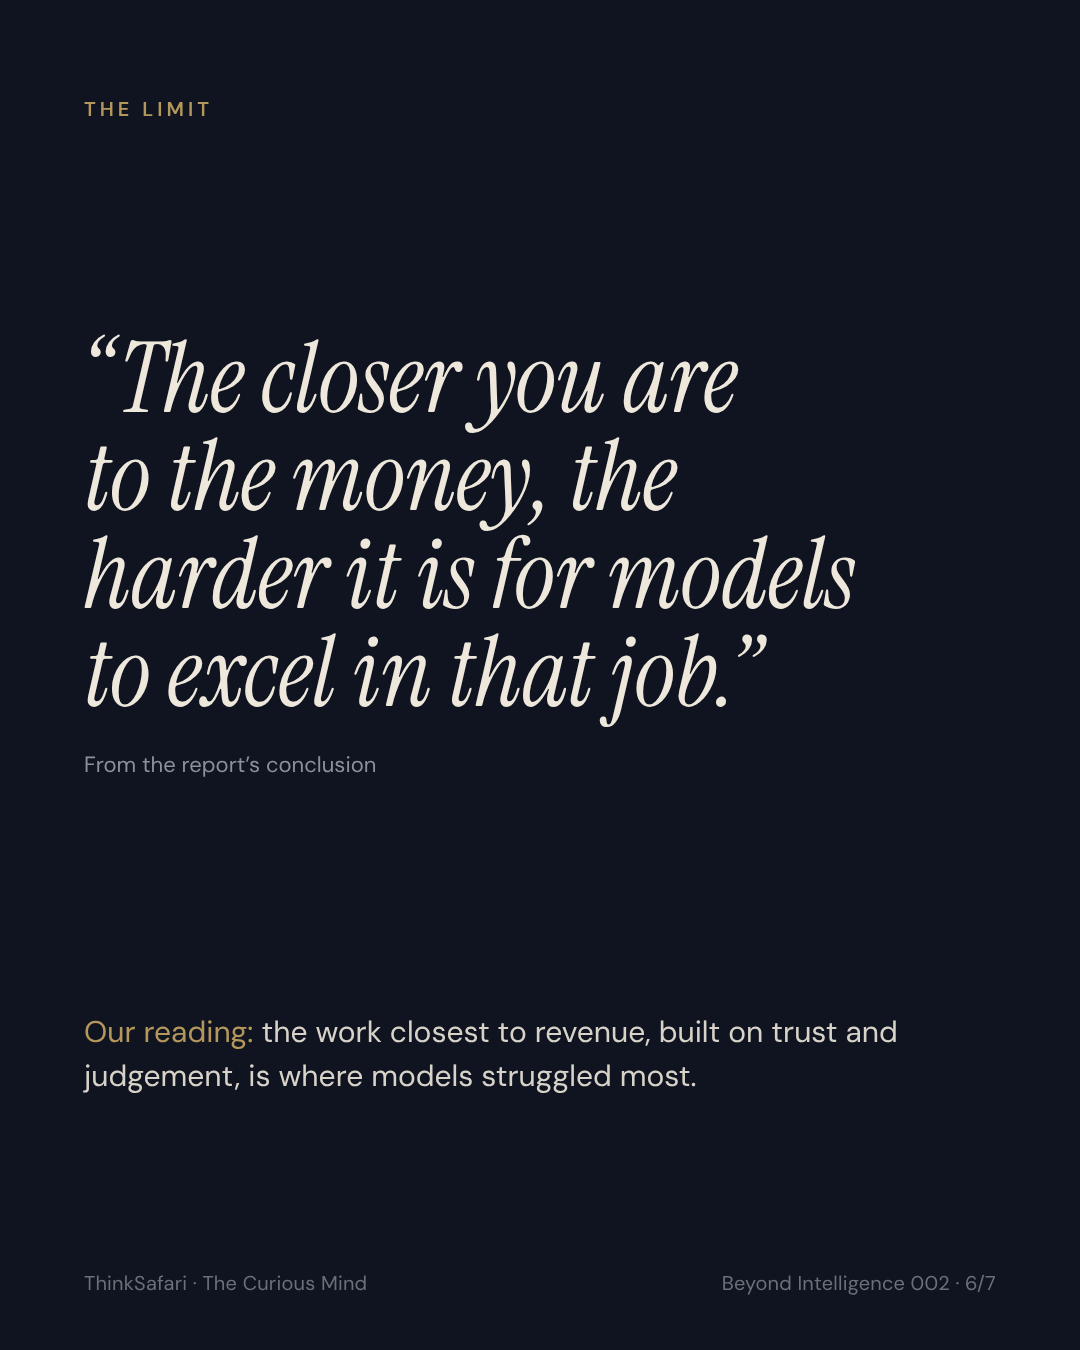 THE LIMIT
“The closer you are
to the money, the
harder it is for models
to excel in that job.”
From the report’s conclusion
Our reading: the work closest to revenue, built on trust and
judgement, is where models struggled most.
ThinkSafari · The Curious Mind
Beyond Intelligence 002 · 6/7